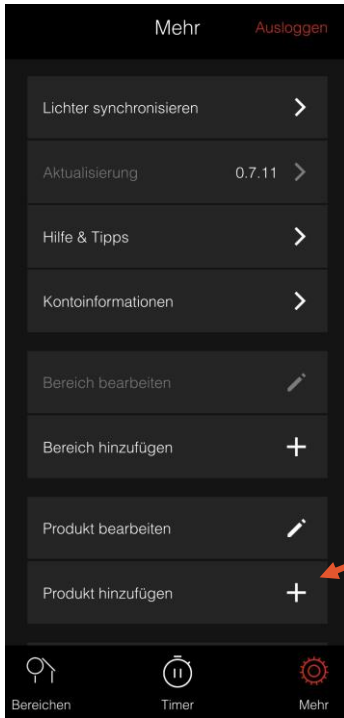 Mehr Ausloggen
Lichter synchronisieren
Aktualisierung 0.7.11
Hilfe & Tipps
Kontoinformationen
Bereich bearbeiten
Bereich hinzufügen
Produkt bearbeiten
Produkt hinzufügen
Bereichen Timer Mehr